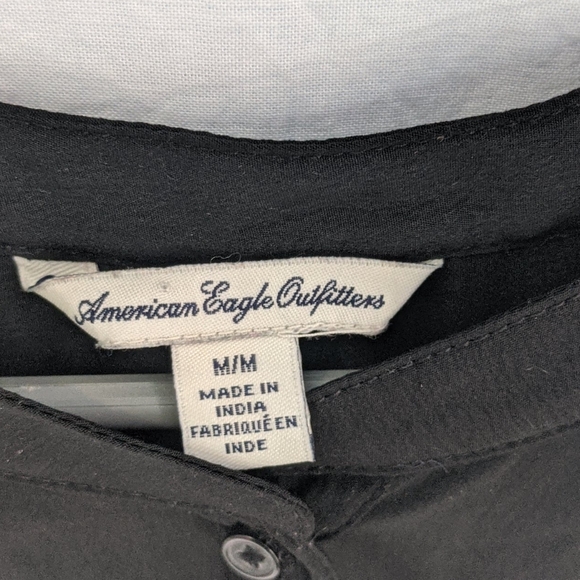 American Eagle Outfitters
M/M
MADE IN
INDIA
FABRIQUÉ EN
INDE